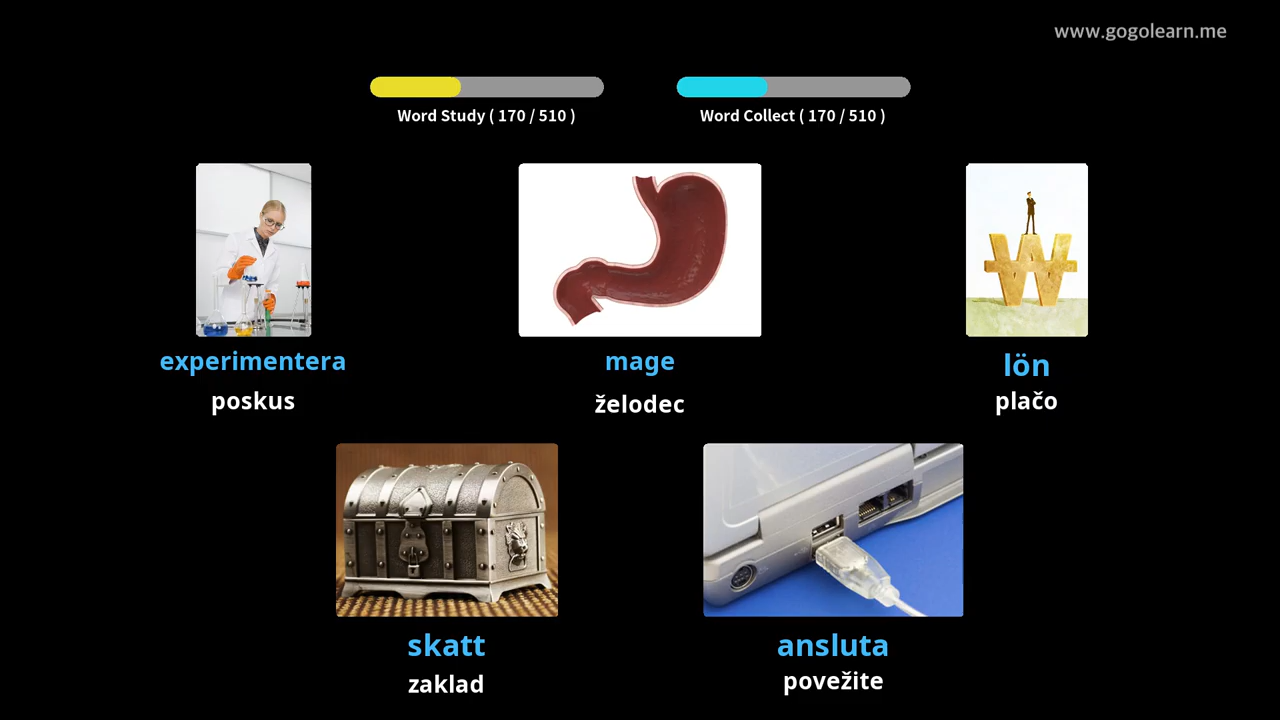 www.gogolearn.me
Word Study ( 170 / 510 )
Word Collect ( 170 / 510 )
experimentera
mage
lön
poskus
želodec
plačo
skatt
ansluta
zaklad
povežite